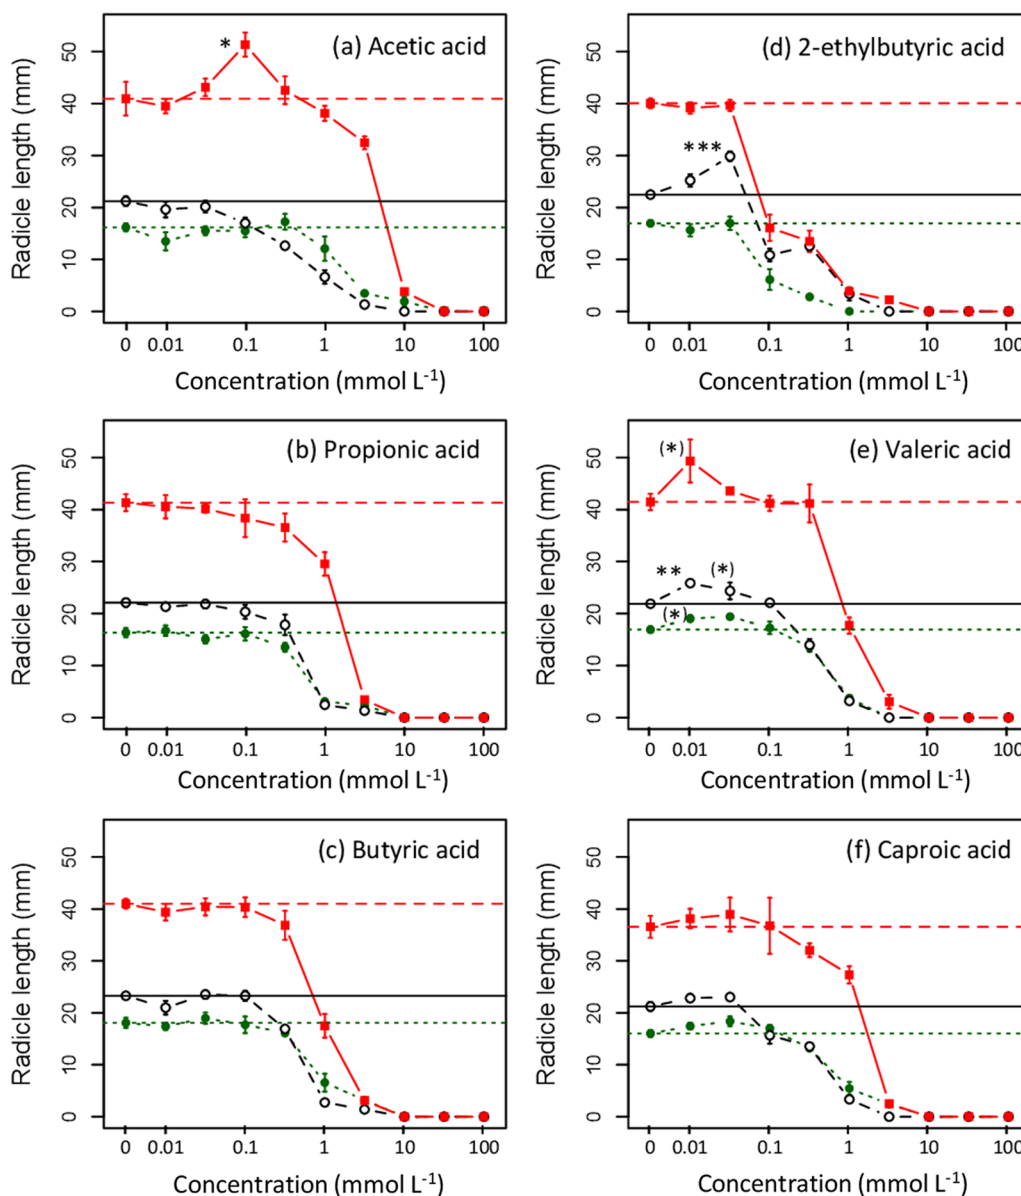 (a) Acetic acid
*
Radicle length (mm)
50
40
30
20
10
0
0 0.01 0.1 1 10 100
Concentration (mmol L-1)
(d) 2-ethylbutyric acid
***
Radicle length (mm)
50
40
30
20
10
0
0 0.01 0.1 1 10 100
Concentration (mmol L-1)
(b) Propionic acid
Radicle length (mm)
50
40
30
20
10
0
0 0.01 0.1 1 10 100
Concentration (mmol L-1)
(e) Valeric acid
(*)
** (*)
(*)
Radicle length (mm)
50
40
30
20
10
0
0 0.01 0.1 1 10 100
Concentration (mmol L-1)
(c) Butyric acid
Radicle length (mm)
50
40
30
20
10
0
0 0.01 0.1 1 10 100
Concentration (mmol L-1)
(f) Caproic acid
Radicle length (mm)
50
40
30
20
10
0
0 0.01 0.1 1 10 100
Concentration (mmol L-1)